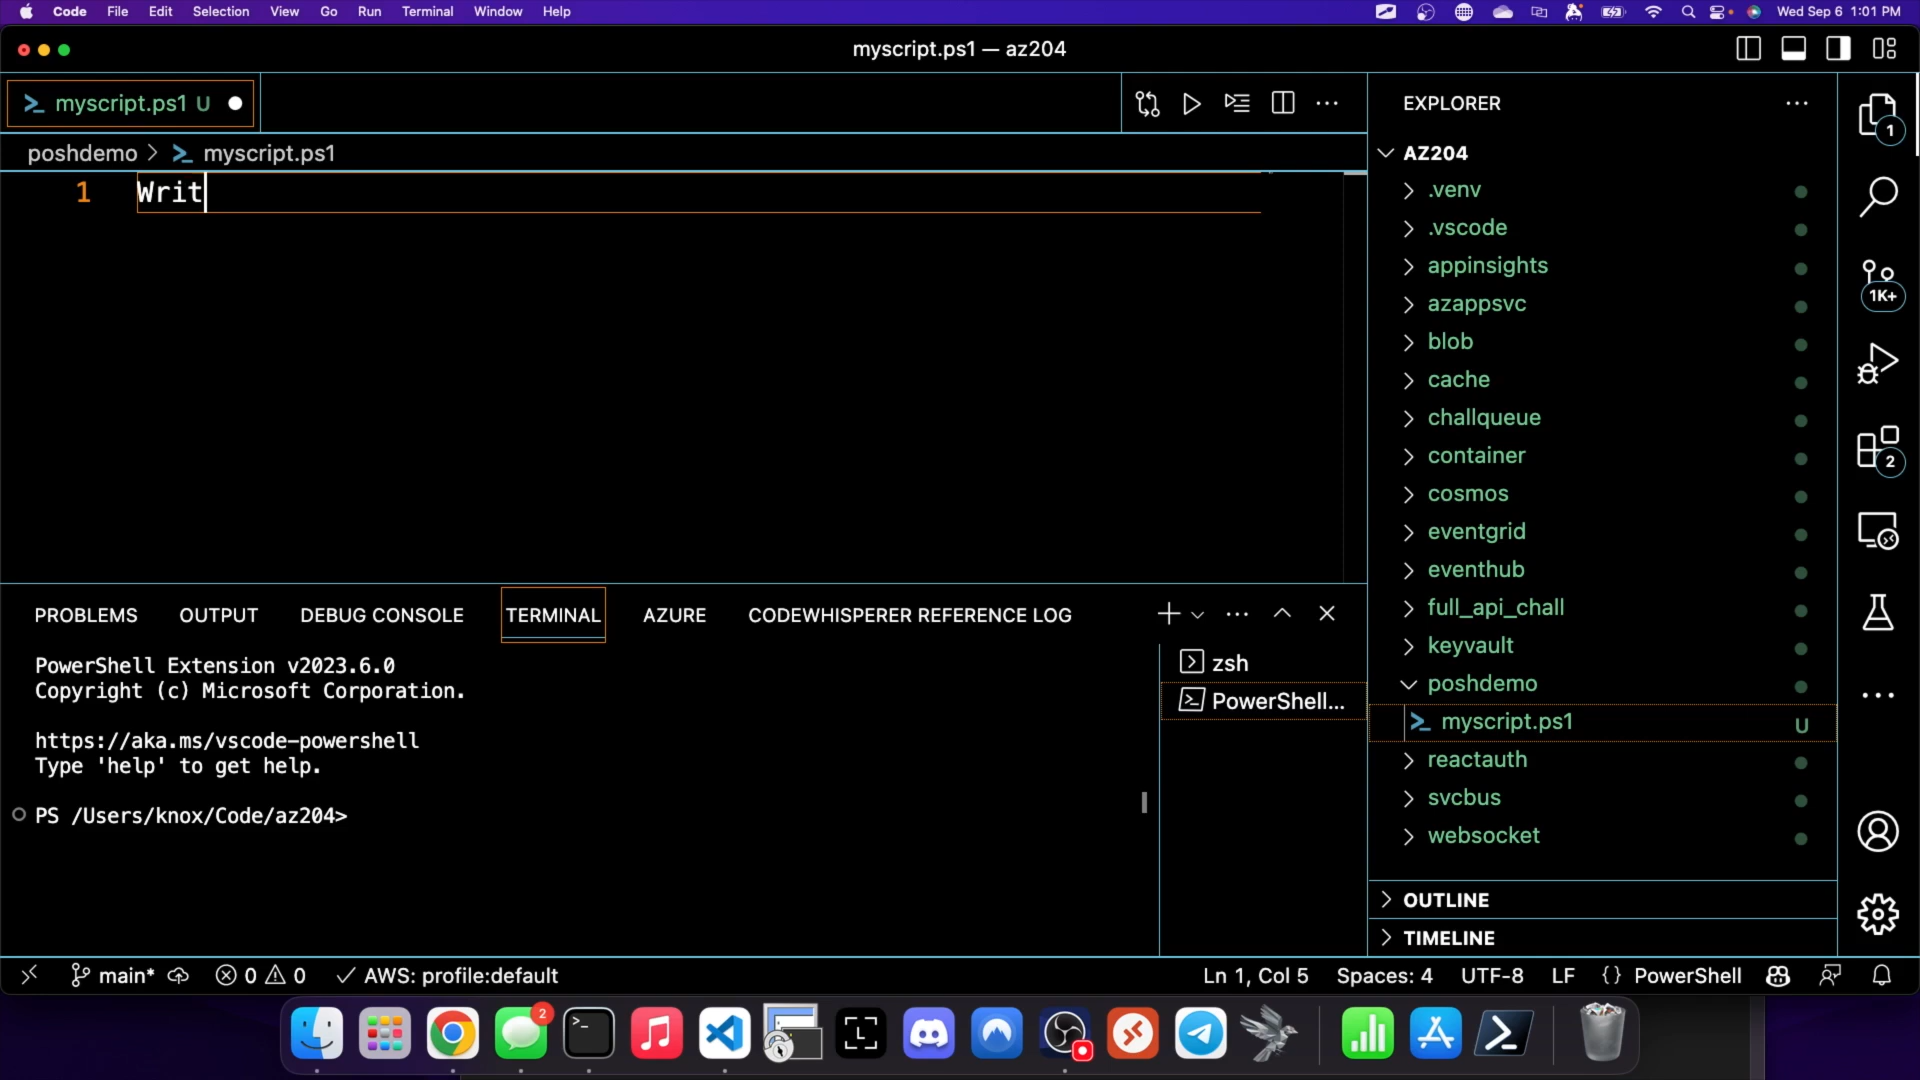 Code File Edit Selection View Go Run Terminal Window Help Wed Sep 6 1:01 PM
myscript.ps1 — az204
myscript.ps1 U
poshdemo > myscript.ps1
1 Writ
PROBLEMS OUTPUT DEBUG CONSOLE TERMINAL AZURE CODEWHISPERER REFERENCE LOG
PowerShell Extension v2023.6.0
Copyright (c) Microsoft Corporation.
https://aka.ms/vscode-powershell
Type 'help' to get help.
PS /Users/knox/Code/az204>
zsh
PowerShell...
EXPLORER
AZ204
.venv
.vscode
appinsights
azappsvc
blob
cache
challqueue
container
cosmos
eventgrid
eventhub
full_api_chall
keyvault
poshdemo
myscript.ps1 U
reactauth
svcbus
websocket
OUTLINE
TIMELINE
1
1K+
2
main* 0 0 AWS: profile:default Ln 1, Col 5 Spaces: 4 UTF-8 LF {} PowerShell
2